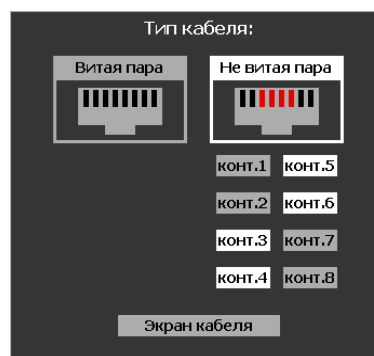 Тип кабеля:
Витая пара
Не витая пара
конт.1
конт.5
конт.2
конт.6
конт.3
конт.7
конт.4
конт.8
Экран кабеля